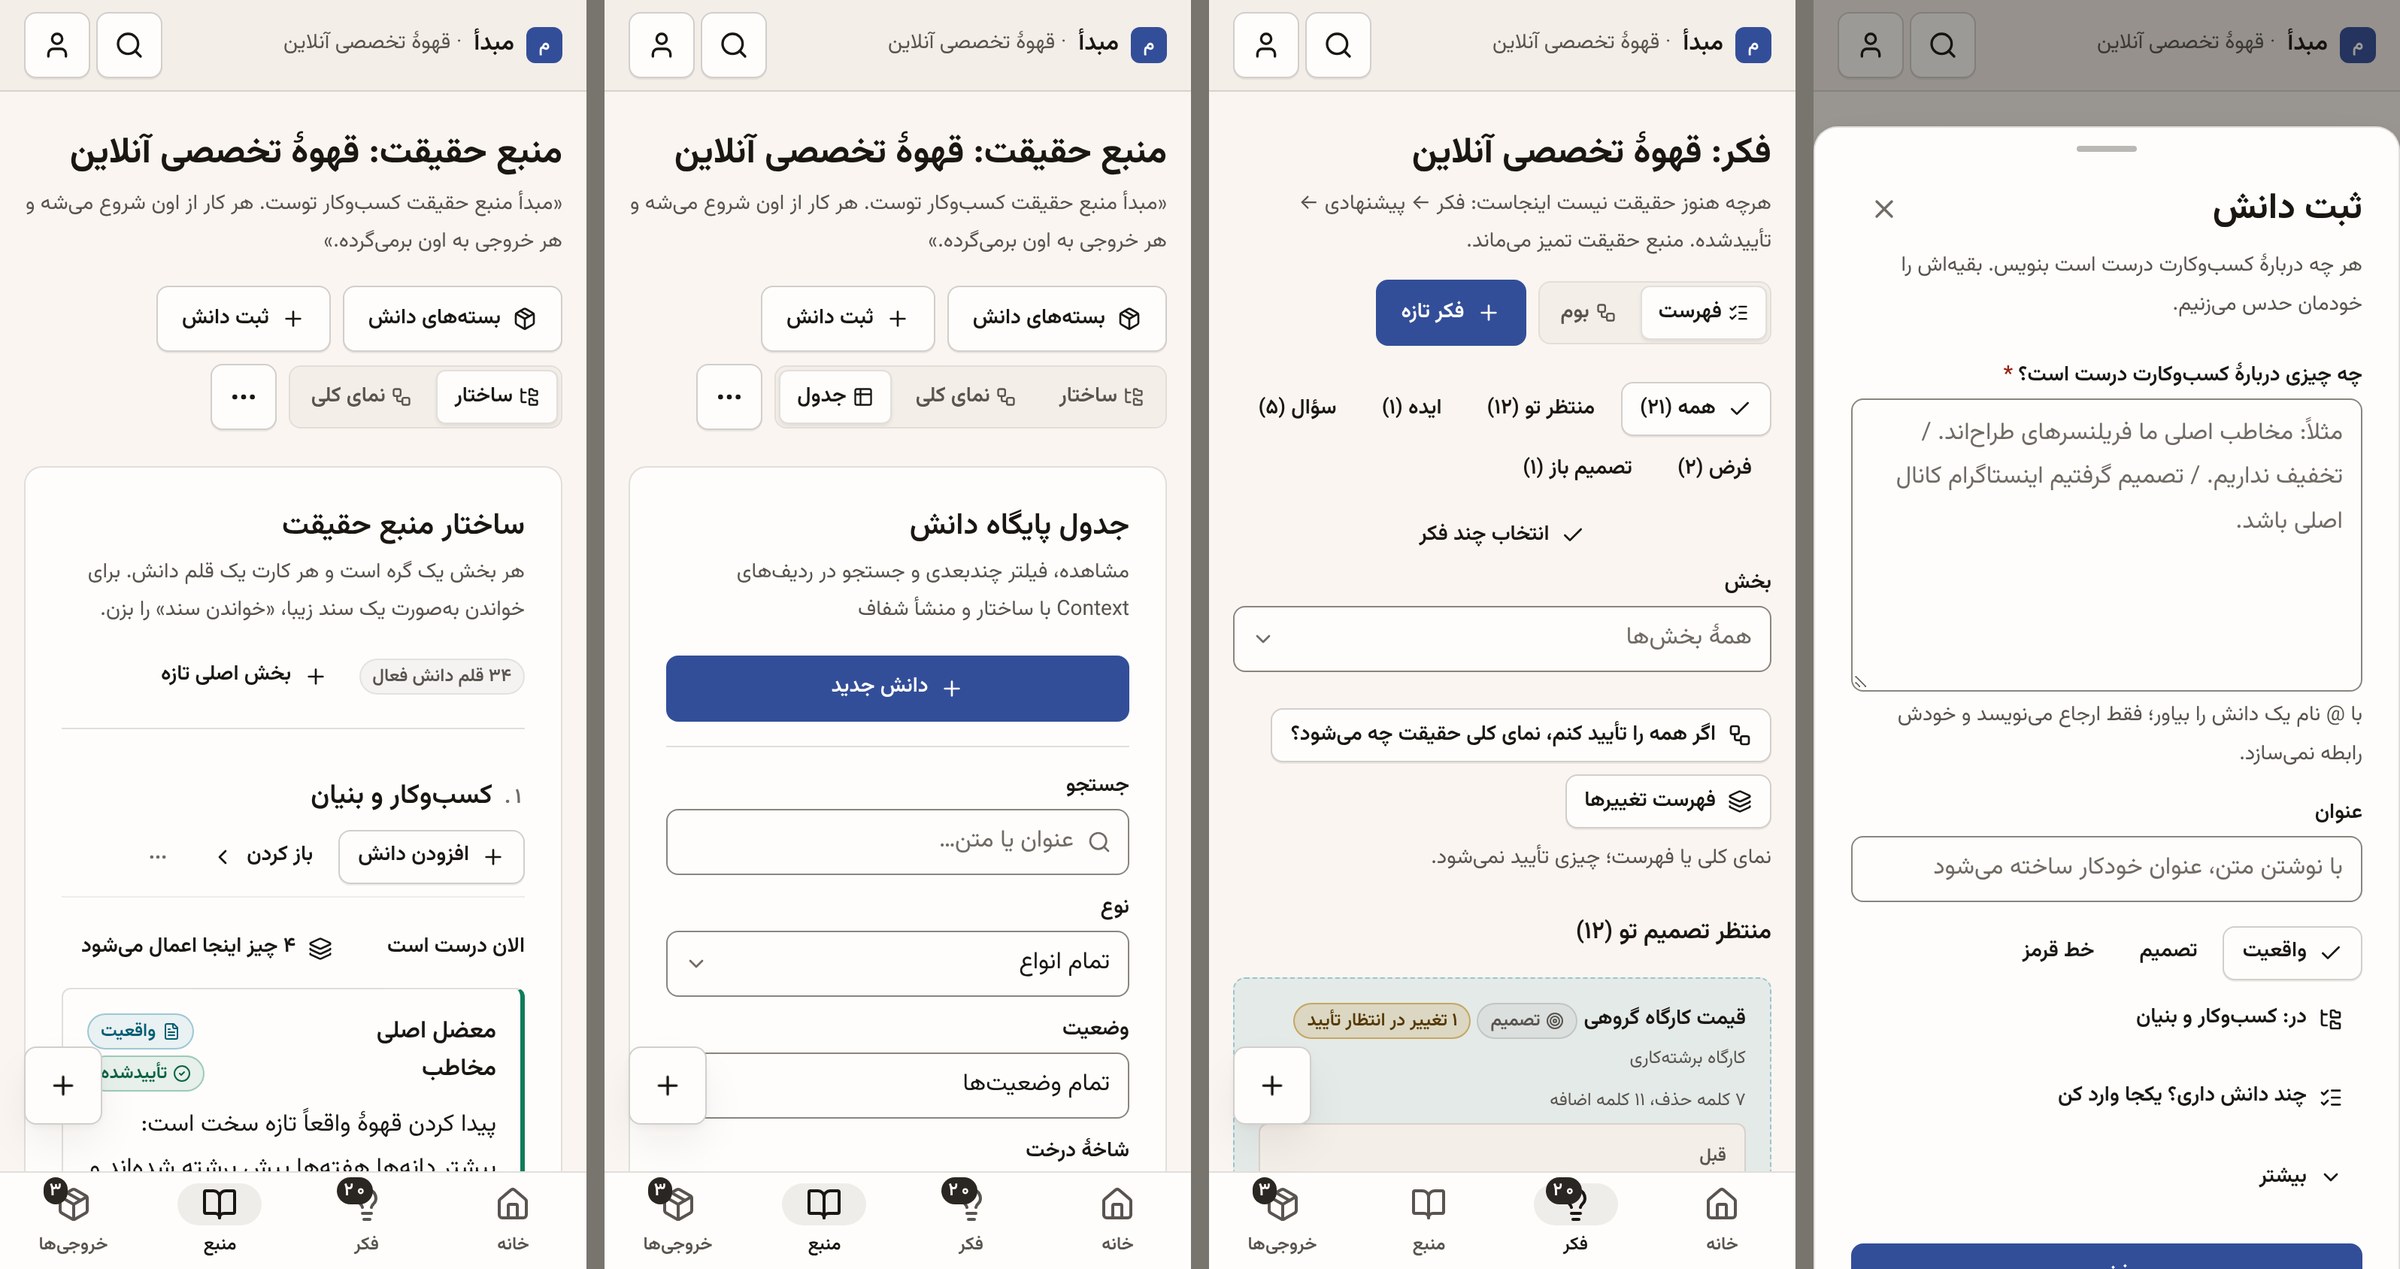 م مبدأ · قهوهٔ تخصصی آنلاین
منبع حقیقت: قهوهٔ تخصصی آنلاین
«مبدأ منبع حقیقت کسب‌وکار توست. هر کار از اون شروع می‌شه و
هر خروجی به اون برمی‌گرده.»
بسته‌های دانش
ثبت دانش
ساختار
نمای کلی
ساختار منبع حقیقت
هر بخش یک گره است و هر کارت یک قلم دانش. برای
خواندن به‌صورت یک سند زیبا، «خواندن سند» را بزن.
۳۴ قلم دانش فعال
بخش اصلی تازه
۱. کسب‌وکار و بنیان
افزودن دانش
باز کردن
الان درست است
۴ چیز اینجا اعمال می‌شود
معضل اصلی
مخاطب
واقعیت
تأییدشده
پیدا کردن قهوهٔ واقعاً تازه سخت است:
بیشتر دانه‌ها هفته‌ها پیش برشته شده‌اند و
خانه
۲۰ فکر
منبع
۳ خروجی‌ها
م مبدأ · قهوهٔ تخصصی آنلاین
منبع حقیقت: قهوهٔ تخصصی آنلاین
«مبدأ منبع حقیقت کسب‌وکار توست. هر کار از اون شروع می‌شه و
هر خروجی به اون برمی‌گرده.»
بسته‌های دانش
ثبت دانش
ساختار
نمای کلی
جدول
جدول پایگاه دانش
مشاهده، فیلتر چندبعدی و جستجو در ردیف‌های
Context با ساختار و منشأ شفاف
دانش جدید
جستجو
عنوان یا متن...
نوع
تمام انواع
وضعیت
تمام وضعیت‌ها
شاخهٔ درخت
خانه
۲۰ فکر
منبع
۳ خروجی‌ها
م مبدأ · قهوهٔ تخصصی آنلاین
فکر: قهوهٔ تخصصی آنلاین
هرچه هنوز حقیقت نیست اینجاست: فکر ← پیشنهادی ←
تأییدشده. منبع حقیقت تمیز می‌ماند.
فهرست
بوم
فکر تازه
همه (۲۱)
منتظر تو (۱۲)
ایده (۱)
سؤال (۵)
فرض (۲)
تصمیم باز (۱)
انتخاب چند فکر
بخش
همهٔ بخش‌ها
اگر همه را تأیید کنم، نمای کلی حقیقت چه می‌شود؟
فهرست تغییرها
نمای کلی یا فهرست؛ چیزی تأیید نمی‌شود.
منتظر تصمیم تو (۱۲)
قیمت کارگاه گروهی
تصمیم
۱ تغییر در انتظار تأیید
کارگاه برشته‌کاری
۷ کلمه حذف، ۱۱ کلمه اضافه
قبل
خانه
۲۰ فکر
منبع
۳ خروجی‌ها
م مبدأ · قهوهٔ تخصصی آنلاین
ثبت دانش
هر چه دربارهٔ کسب‌وکارت درست است بنویس. بقیه‌اش را
خودمان حدس می‌زنیم.
چه چیزی دربارهٔ کسب‌وکارت درست است؟ *
مثلاً: مخاطب اصلی ما فریلنسرهای طراح‌اند. /
تخفیف نداریم. / تصمیم گرفتیم اینستاگرام کانال
اصلی باشد.
با @ نام یک دانش را بیاور؛ فقط ارجاع می‌نویسد و خودش
رابطه نمی‌سازد.
عنوان
با نوشتن متن، عنوان خودکار ساخته می‌شود
واقعیت
تصمیم
خط قرمز
در: کسب‌وکار و بنیان
چند دانش داری؟ یکجا وارد کن
بیشتر